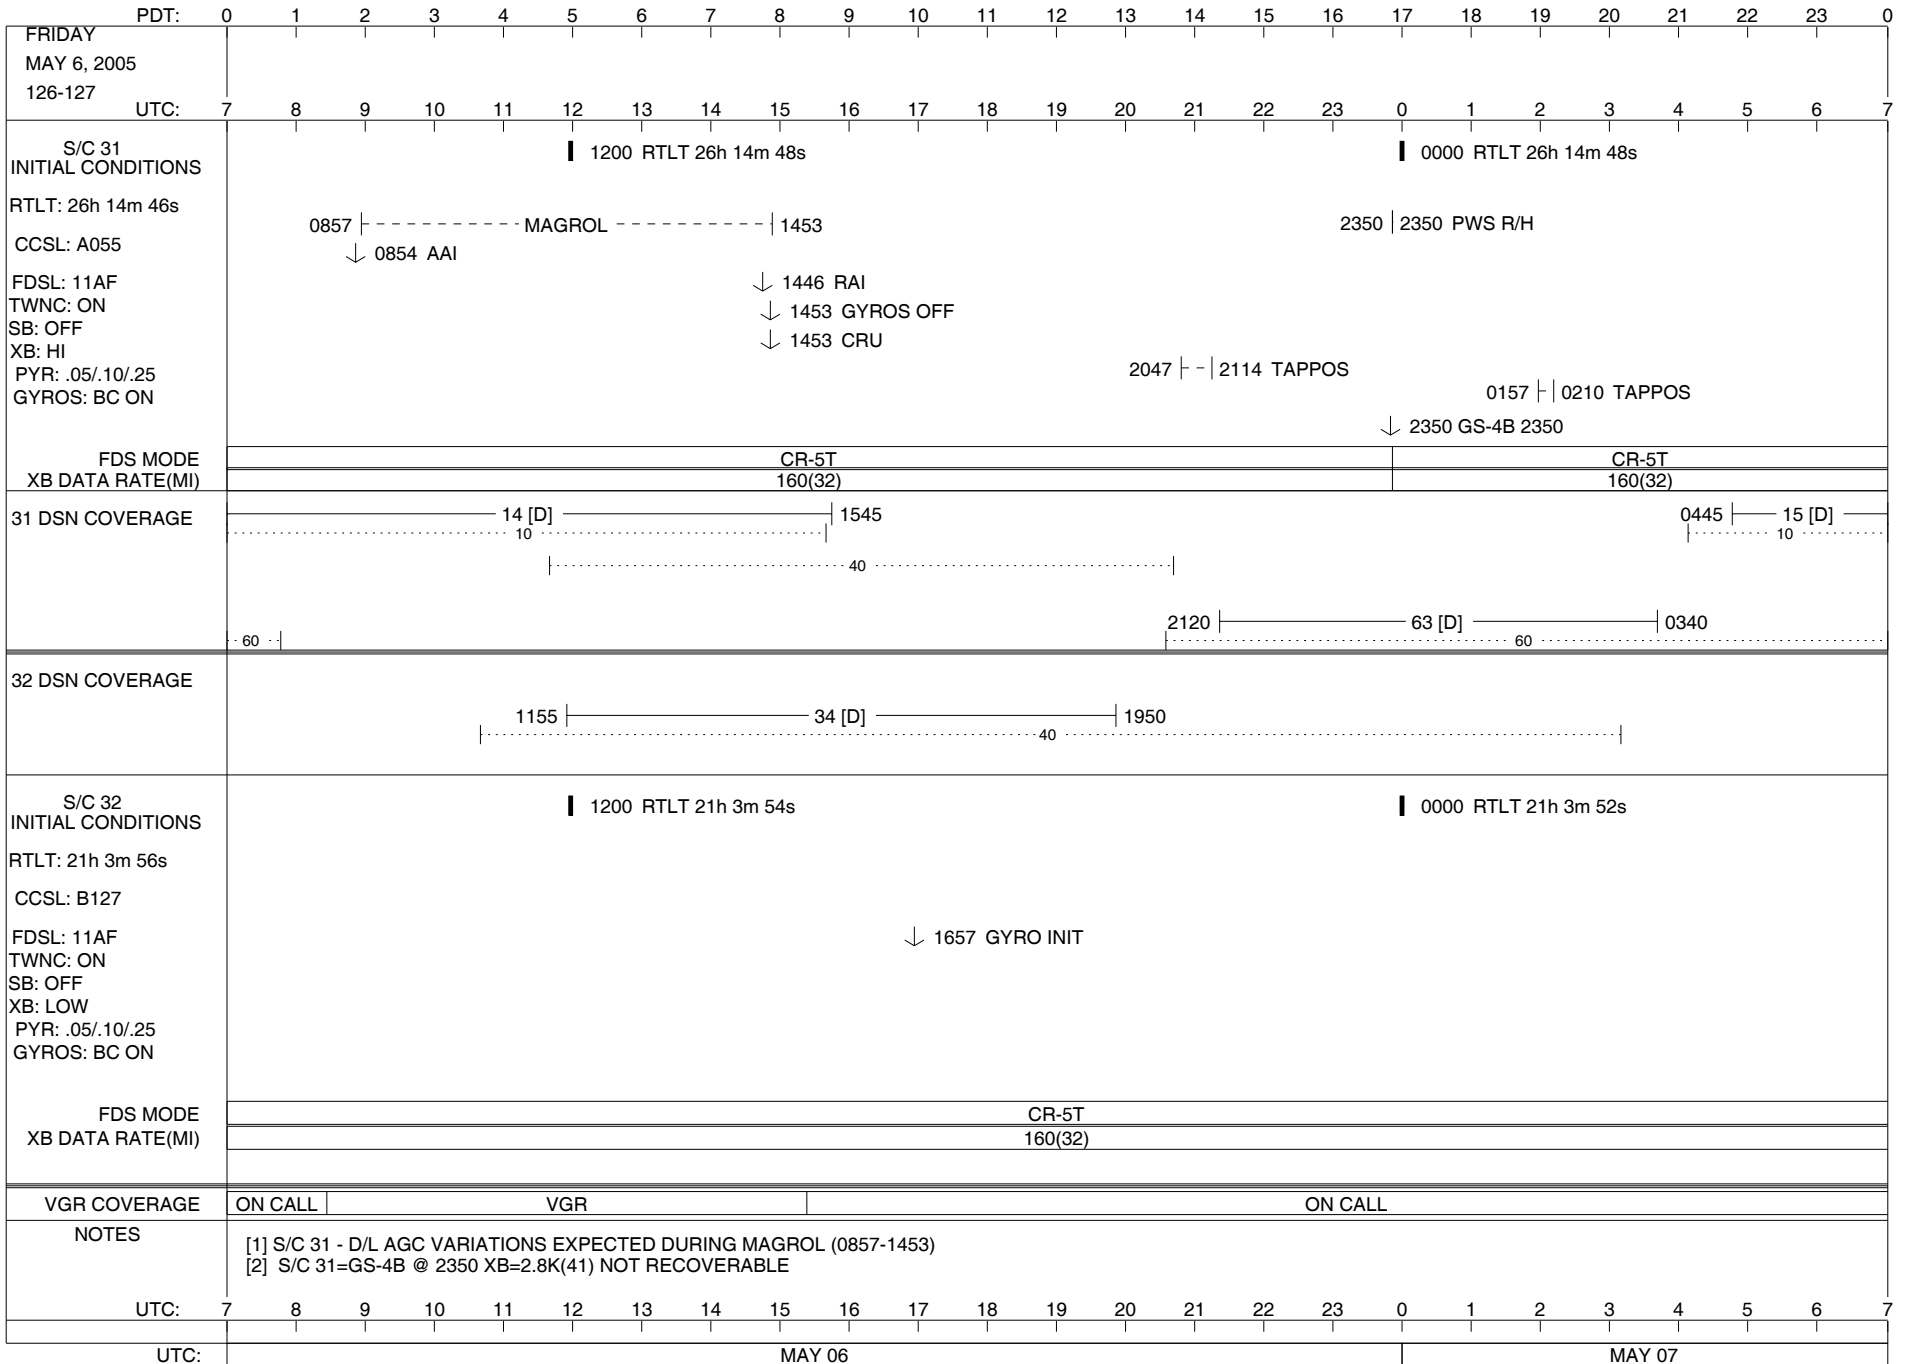 PDT: 0 1 2 3 4 5 6 7 8 9 10 11 12 13 14 15 16 17 18 19 20 21 22 23 0
FRIDAY
MAY 6, 2005
126-127
UTC: 7 8 9 10 11 12 13 14 15 16 17 18 19 20 21 22 23 0 1 2 3 4 5 6 7
S/C 31
INITIAL CONDITIONS
1200 RTLT 26h 14m 48s
0000 RTLT 26h 14m 48s
RTLT: 26h 14m 46s
0857 MAGROL 1453
2350 2350 PWS R/H
CCSL: A055
0854 AAI
FDSL: 11AF
1446 RAI
TWNC: ON
1453 GYROS OFF
SB: OFF
1453 CRU
XB: HI
PYR: .05/.10/.25
2047 2114 TAPPOS
GYROS: BC ON
0157 0210 TAPPOS
2350 GS-4B 2350
FDS MODE CR-5T CR-5T
XB DATA RATE(MI) 160(32) 160(32)
31 DSN COVERAGE 14 [D] 1545 0445 15 [D]
10 10
40
2120 63 [D] 0340
60 60
32 DSN COVERAGE
1155 34 [D] 1950
40
S/C 32
INITIAL CONDITIONS
1200 RTLT 21h 3m 54s
0000 RTLT 21h 3m 52s
RTLT: 21h 3m 56s
CCSL: B127
FDSL: 11AF
1657 GYRO INIT
TWNC: ON
SB: OFF
XB: LOW
PYR: .05/.10/.25
GYROS: BC ON
FDS MODE CR-5T
XB DATA RATE(MI) 160(32)
VGR COVERAGE ON CALL VGR ON CALL
NOTES
[1] S/C 31 - D/L AGC VARIATIONS EXPECTED DURING MAGROL (0857-1453)
[2] S/C 31=GS-4B @ 2350 XB=2.8K(41) NOT RECOVERABLE
UTC: 7 8 9 10 11 12 13 14 15 16 17 18 19 20 21 22 23 0 1 2 3 4 5 6 7
UTC: MAY 06 MAY 07